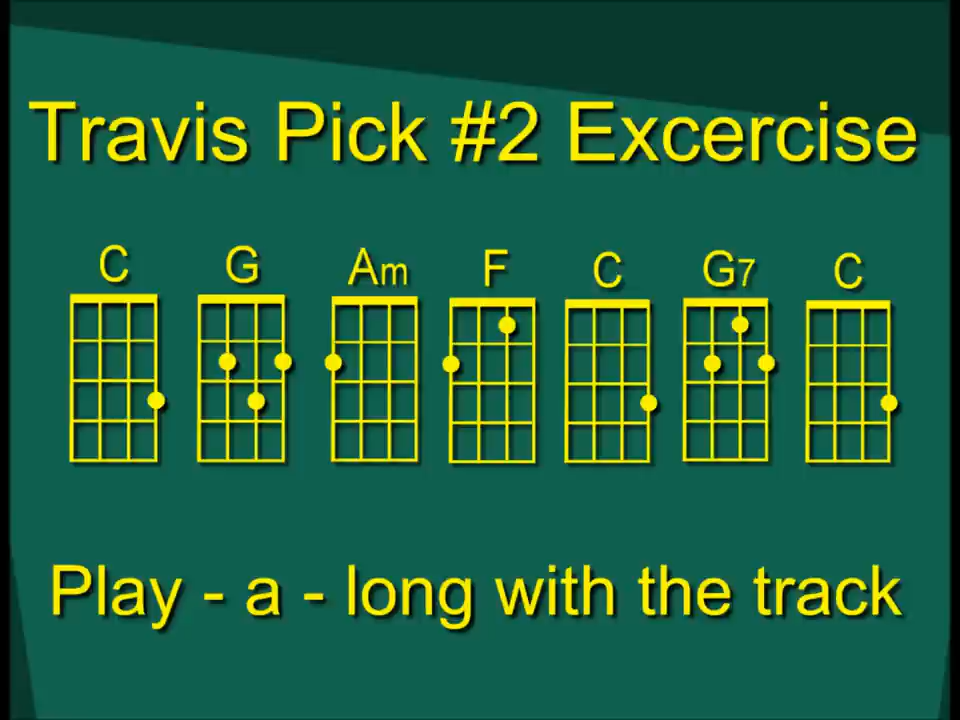 Travis Pick #2 Excercise
C G Am F C G7 C
Play - a - long with the track